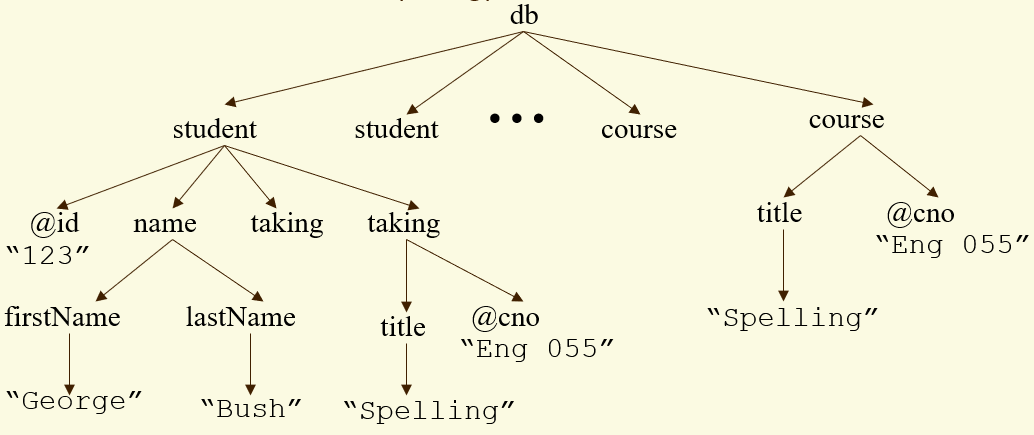 db
student student • • • course course
@id name taking taking title @cno
“123” “Eng 055”
firstName lastName title @cno “Spelling”
“Eng 055”
“George” “Bush” “Spelling”